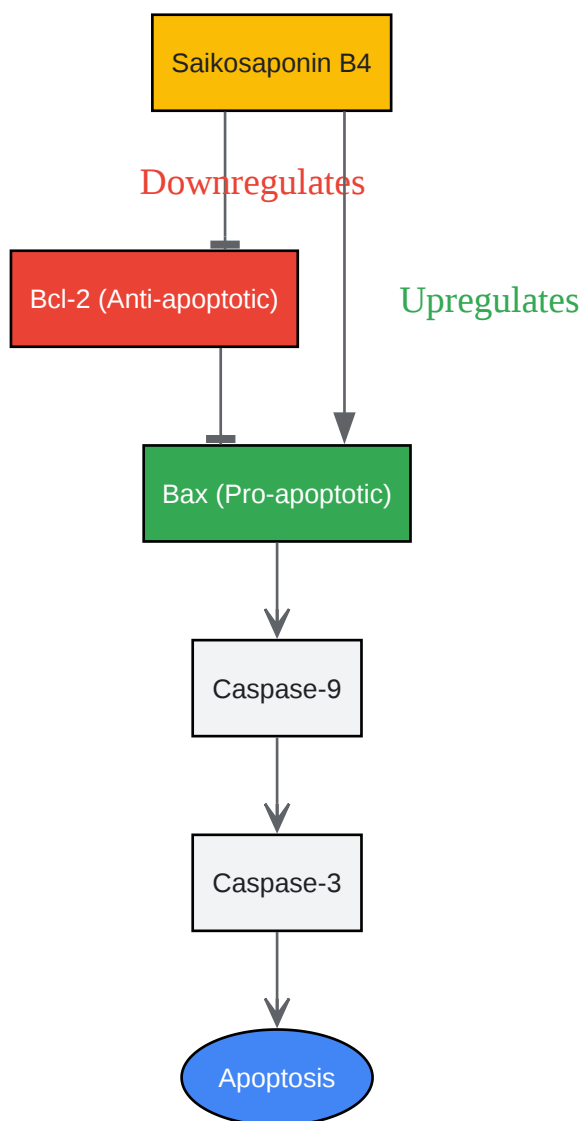 Saikosaponin B4
Downregulates
Bcl-2 (Anti-apoptotic)
Upregulates
Bax (Pro-apoptotic)
Caspase-9
Caspase-3
Apoptosis